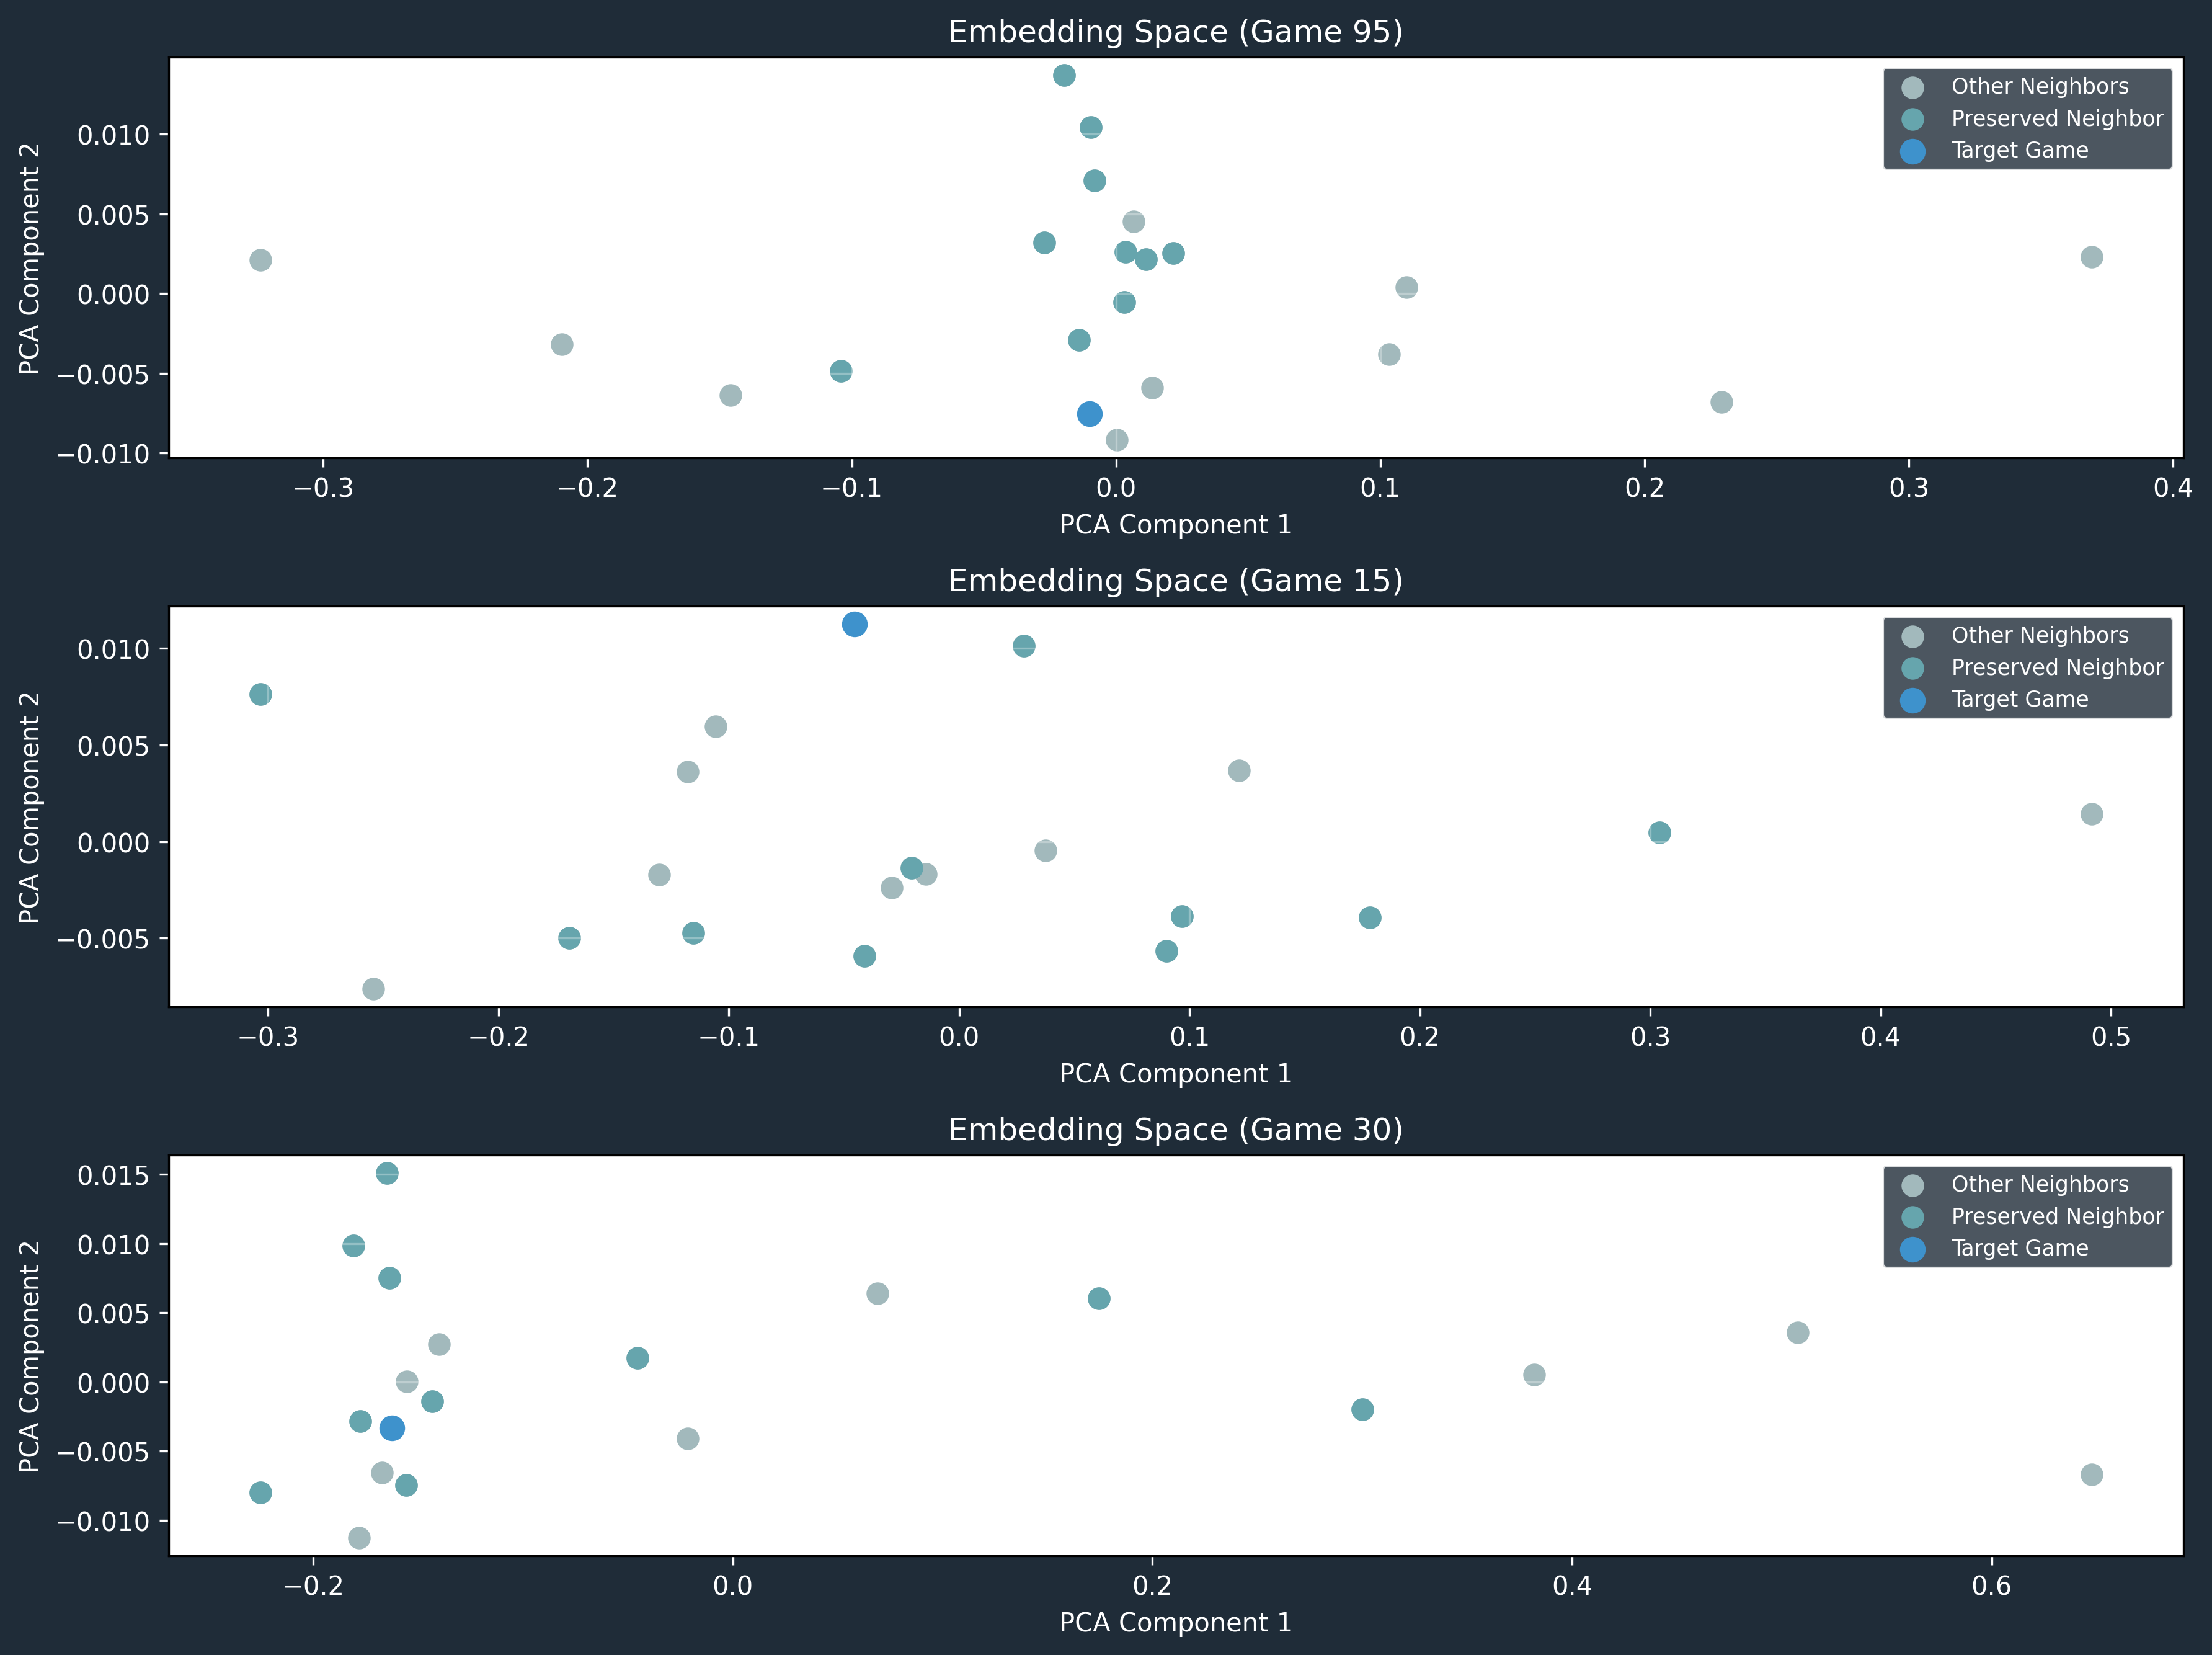 Embedding Space (Game 95)
Other Neighbors
Preserved Neighbor
Target Game
PCA Component 2
0.010
0.005
0.000
−0.005
−0.010
−0.3 −0.2 −0.1 0.0 0.1 0.2 0.3 0.4
PCA Component 1
Embedding Space (Game 15)
Other Neighbors
Preserved Neighbor
Target Game
PCA Component 2
0.010
0.005
0.000
−0.005
−0.3 −0.2 −0.1 0.0 0.1 0.2 0.3 0.4 0.5
PCA Component 1
Embedding Space (Game 30)
Other Neighbors
Preserved Neighbor
Target Game
PCA Component 2
0.015
0.010
0.005
0.000
−0.005
−0.010
−0.2 0.0 0.2 0.4 0.6
PCA Component 1